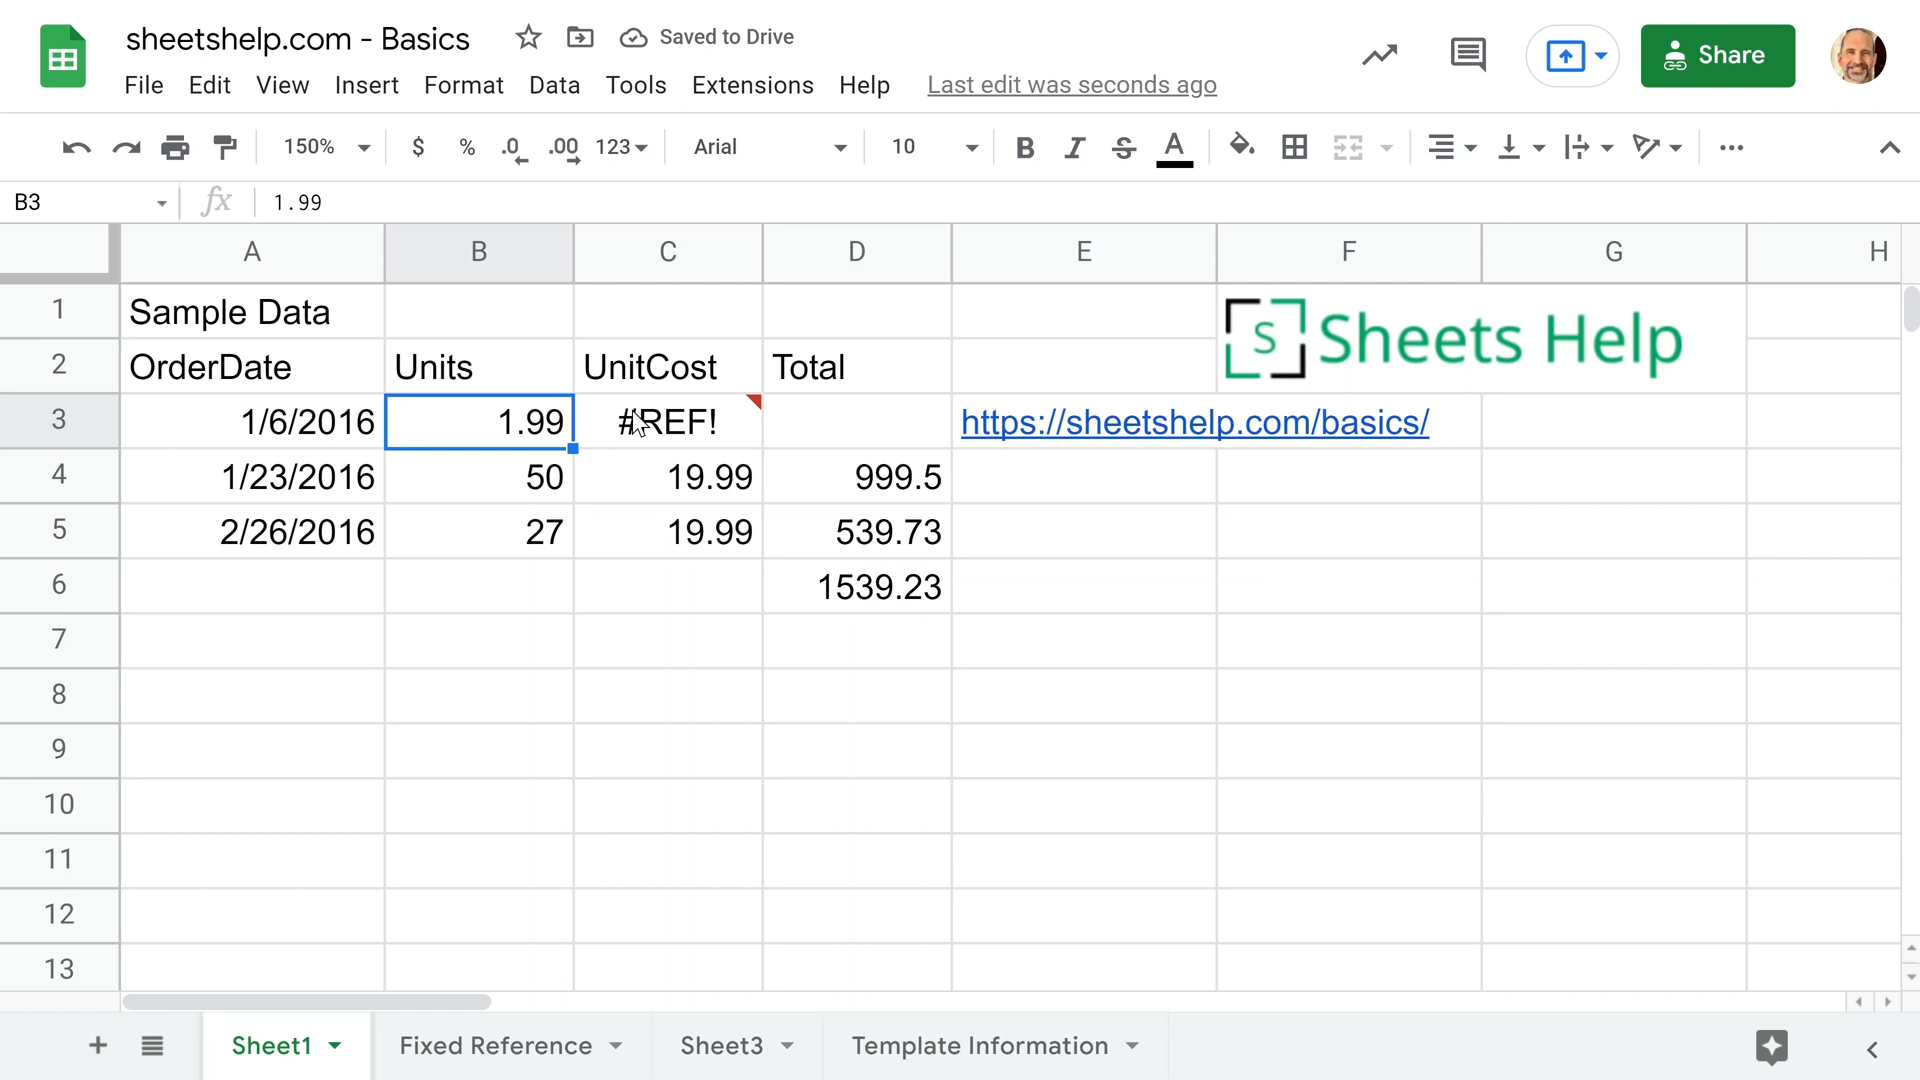 sheetshelp.com - Basics
Saved to Drive
Share
File Edit View Insert Format Data Tools Extensions Help Last edit was seconds ago
150% $ % .0 .00 123 Arial 10 B I S A
B3 fx 1.99
A B C D E F G H
1 Sample Data
S Sheets Help
2 OrderDate Units UnitCost Total
3 1/6/2016 1.99 #REF! https://sheetshelp.com/basics/
4 1/23/2016 50 19.99 999.5
5 2/26/2016 27 19.99 539.73
6 1539.23
7
8
9
10
11
12
13
Sheet1 Fixed Reference Sheet3 Template Information